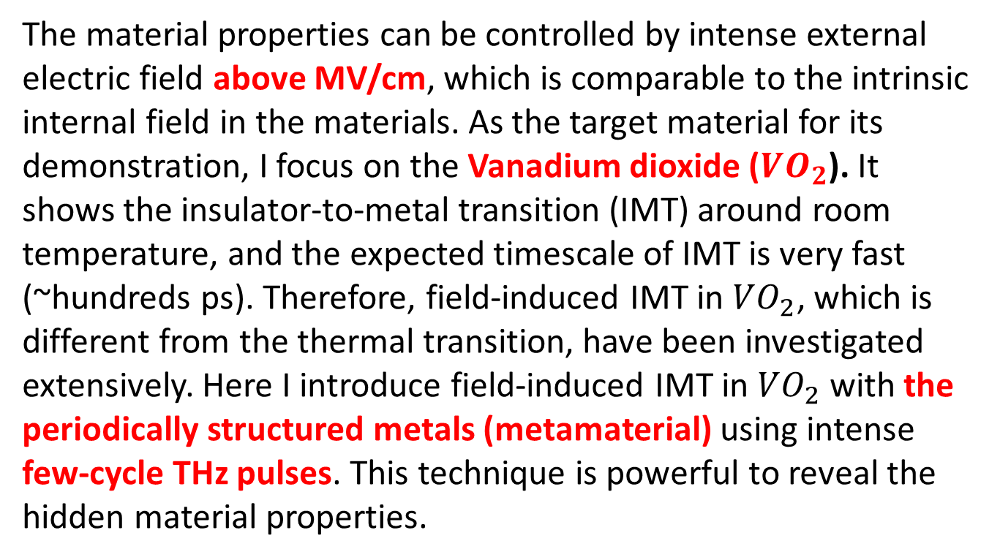 The material properties can be controlled by intense external
electric field above MV/cm, which is comparable to the intrinsic
internal field in the materials. As the target material for its
demonstration, I focus on the Vanadium dioxide (VO₂). It
shows the insulator-to-metal transition (IMT) around room
temperature, and the expected timescale of IMT is very fast
(~hundreds ps). Therefore, field-induced IMT in VO₂, which is
different from the thermal transition, have been investigated
extensively. Here I introduce field-induced IMT in VO₂ with the
periodically structured metals (metamaterial) using intense
few-cycle THz pulses. This technique is powerful to reveal the
hidden material properties.